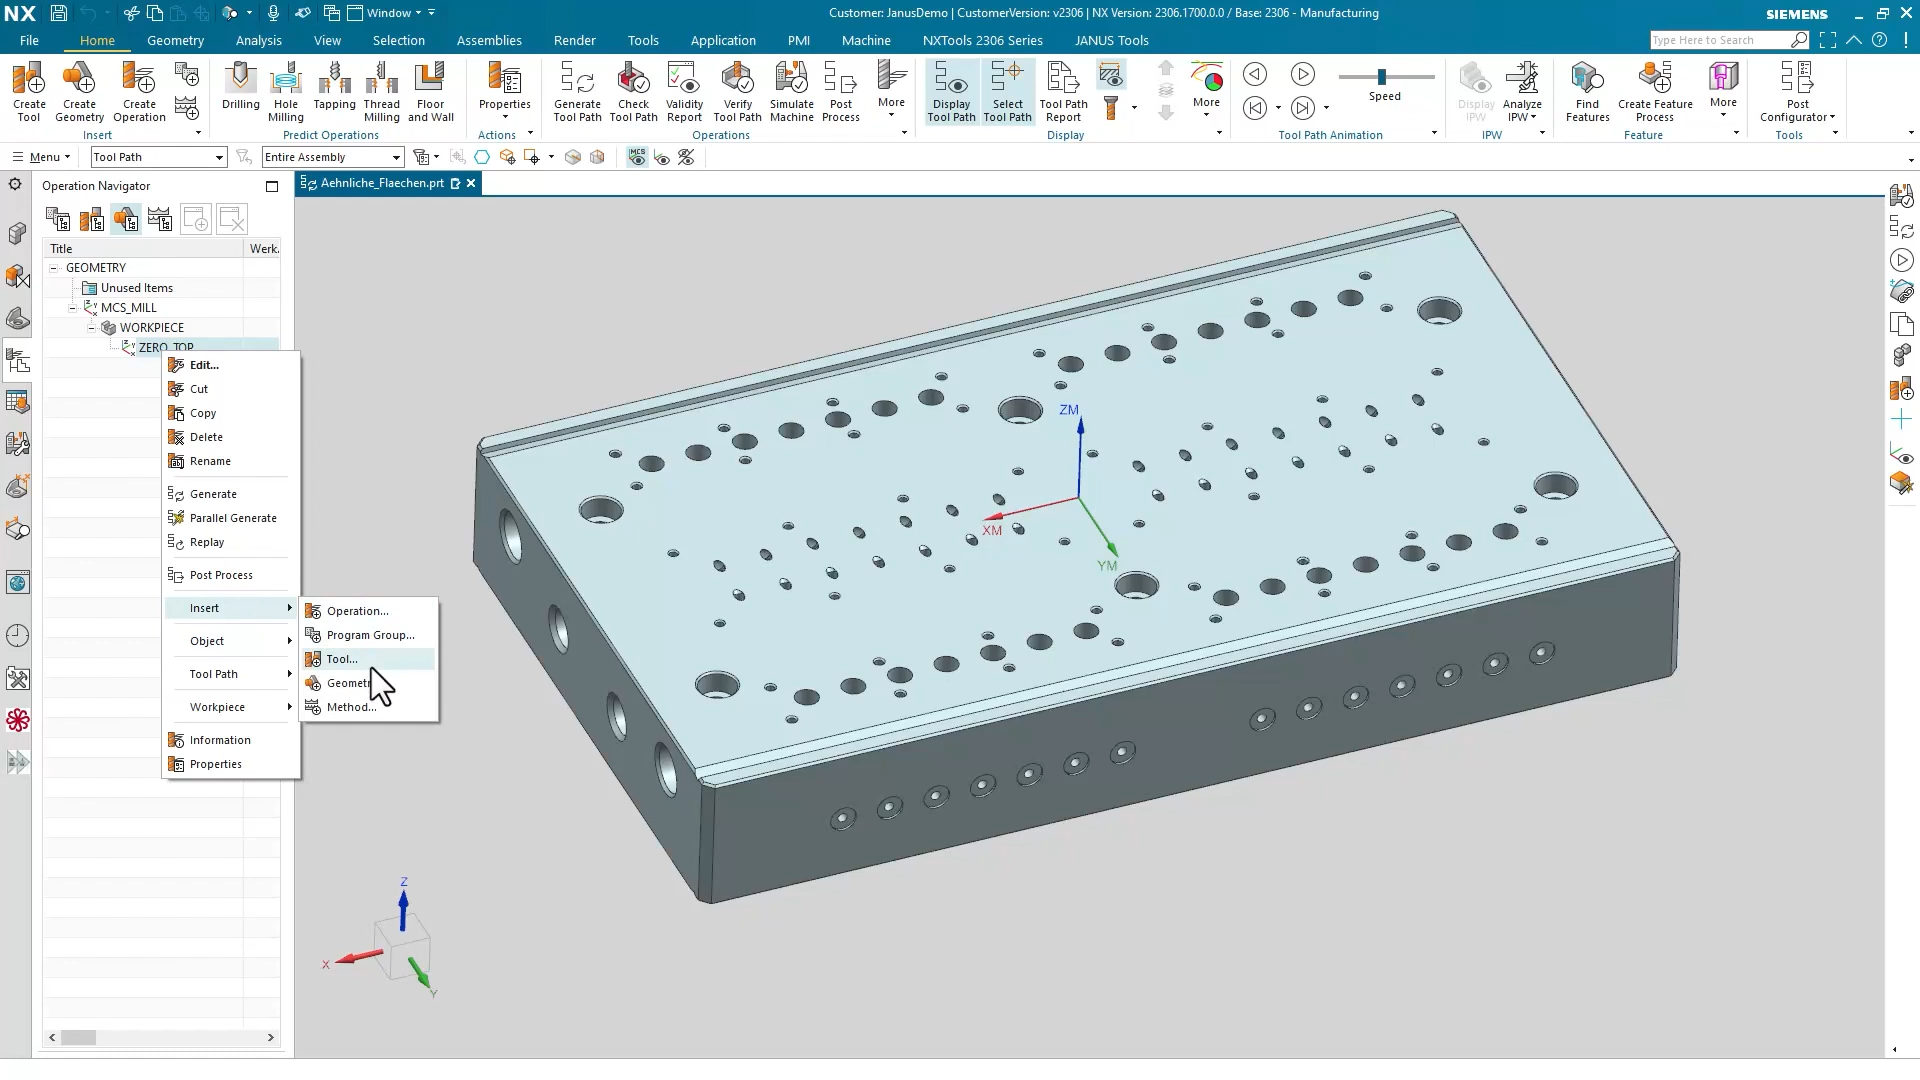 NX
Window
Customer: JanusDemo | CustomerVersion: v2306 | NX Version: 2306.1700.0.0 / Base: 2306 - Manufacturing
SIEMENS
File
Home
Geometry
Analysis
View
Selection
Assemblies
Render
Tools
Application
PMI
Machine
NXTools 2306 Series
JANUS Tools
Type Here to Search
Create Tool
Create Geometry
Create Operation
Insert
Drilling
Hole Milling
Tapping
Thread Milling
Floor and Wall
Predict Operations
Properties
Actions
Generate Tool Path
Check Tool Path
Validity Report
Verify Tool Path
Simulate Machine
Post Process
More
Operations
Display Tool Path
Select Tool Path
Tool Path Report
More
Display
Speed
Tool Path Animation
Display IPW
Analyze IPW
IPW
Find Features
Create Feature Process
More
Feature
Post Configurator
Tools
Menu
Tool Path
Entire Assembly
MCS
Operation Navigator
Aehnliche_Flaechen.prt
Title
Werk.
GEOMETRY
Unused Items
MCS_MILL
WORKPIECE
ZERO_TOP
Edit...
Cut
Copy
Delete
Rename
Generate
Parallel Generate
Replay
Post Process
Insert
Object
Tool Path
Workpiece
Information
Properties
Operation...
Program Group...
Tool...
Method...
ZM
XM
YM
Z
X
Y